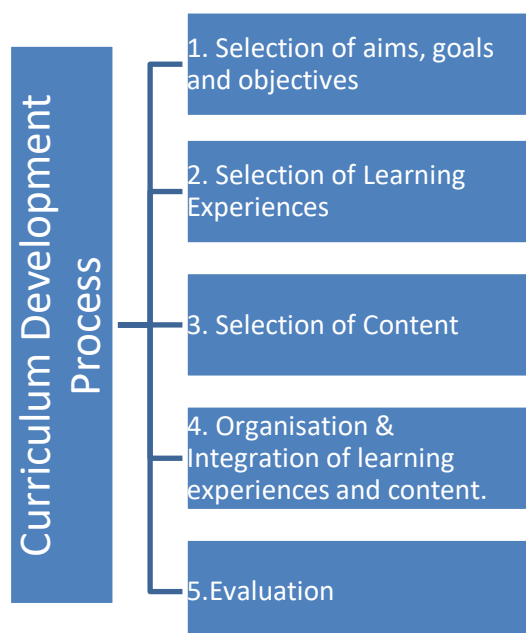 Curriculum Development
Process
1. Selection of aims, goals
and objectives
2. Selection of Learning
Experiences
3. Selection of Content
4. Organisation &
Integration of learning
experiences and content.
5.Evaluation